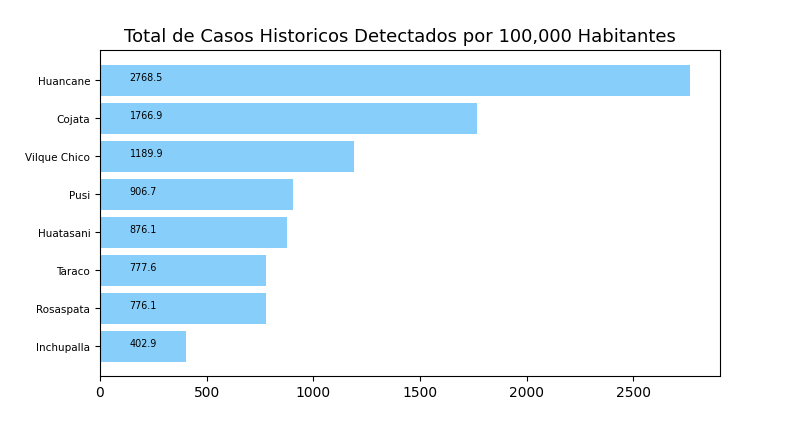 Total de Casos Historicos Detectados por 100,000 Habitantes
Huancane 2768.5
Cojata 1766.9
Vilque Chico 1189.9
Pusi 906.7
Huatasani 876.1
Taraco 777.6
Rosaspata 776.1
Inchupalla 402.9
0 500 1000 1500 2000 2500